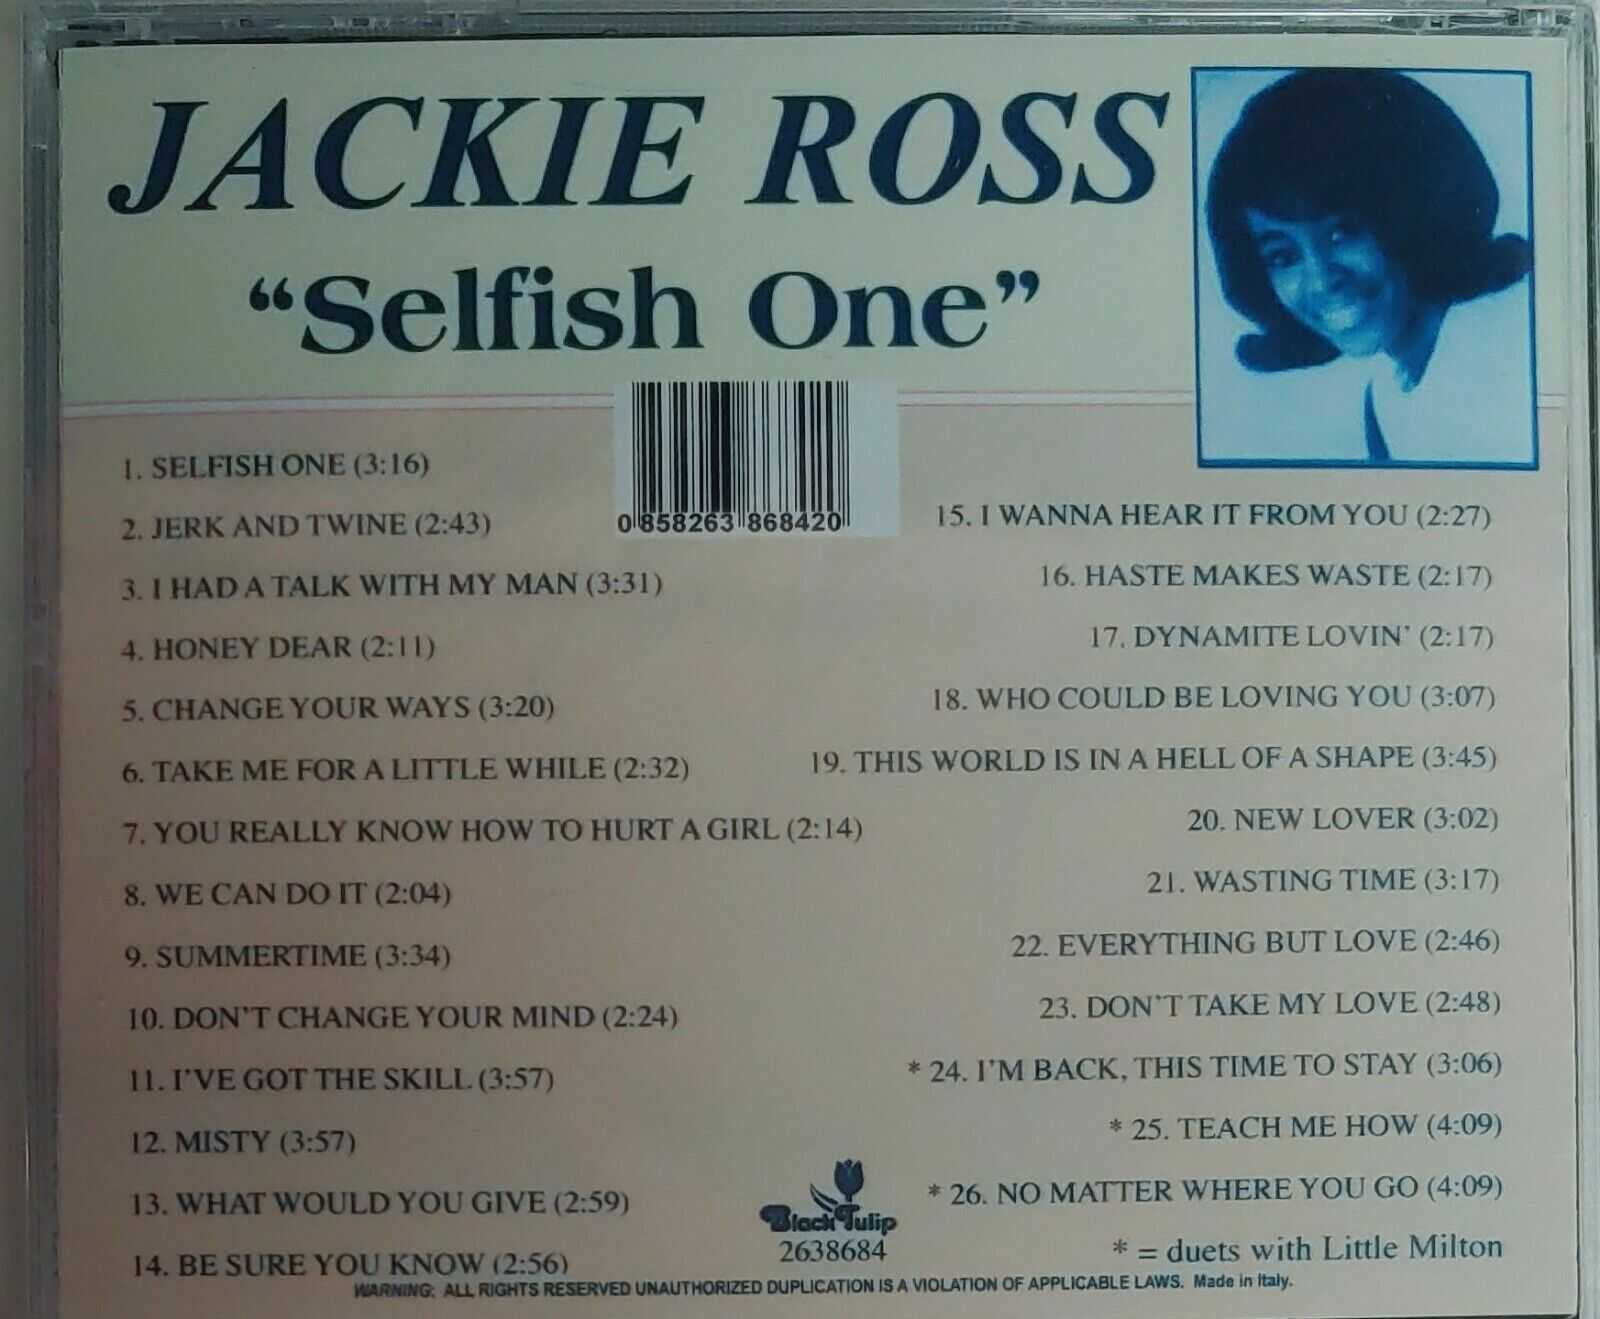 JACKIE ROSS
"Selfish One"
0 858263 868420
1. SELFISH ONE (3:16)
2. JERK AND TWINE (2:43)
3. I HAD A TALK WITH MY MAN (3:31)
4. HONEY DEAR (2:11)
5. CHANGE YOUR WAYS (3:20)
6. TAKE ME FOR A LITTLE WHILE (2:32)
7. YOU REALLY KNOW HOW TO HURT A GIRL (2:14)
8. WE CAN DO IT (2:04)
9. SUMMERTIME (3:34)
10. DON'T CHANGE YOUR MIND (2:24)
11. I'VE GOT THE SKILL (3:57)
12. MISTY (3:57)
13. WHAT WOULD YOU GIVE (2:59)
14. BE SURE YOU KNOW (2:56)
15. I WANNA HEAR IT FROM YOU (2:27)
16. HASTE MAKES WASTE (2:17)
17. DYNAMITE LOVIN' (2:17)
18. WHO COULD BE LOVING YOU (3:07)
19. THIS WORLD IS IN A HELL OF A SHAPE (3:45)
20. NEW LOVER (3:02)
21. WASTING TIME (3:17)
22. EVERYTHING BUT LOVE (2:46)
23. DON'T TAKE MY LOVE (2:48)
* 24. I'M BACK, THIS TIME TO STAY (3:06)
* 25. TEACH ME HOW (4:09)
* 26. NO MATTER WHERE YOU GO (4:09)
* = duets with Little Milton
Black Tulip
2638684
WARNING: ALL RIGHTS RESERVED UNAUTHORIZED DUPLICATION IS A VIOLATION OF APPLICABLE LAWS. Made in Italy.